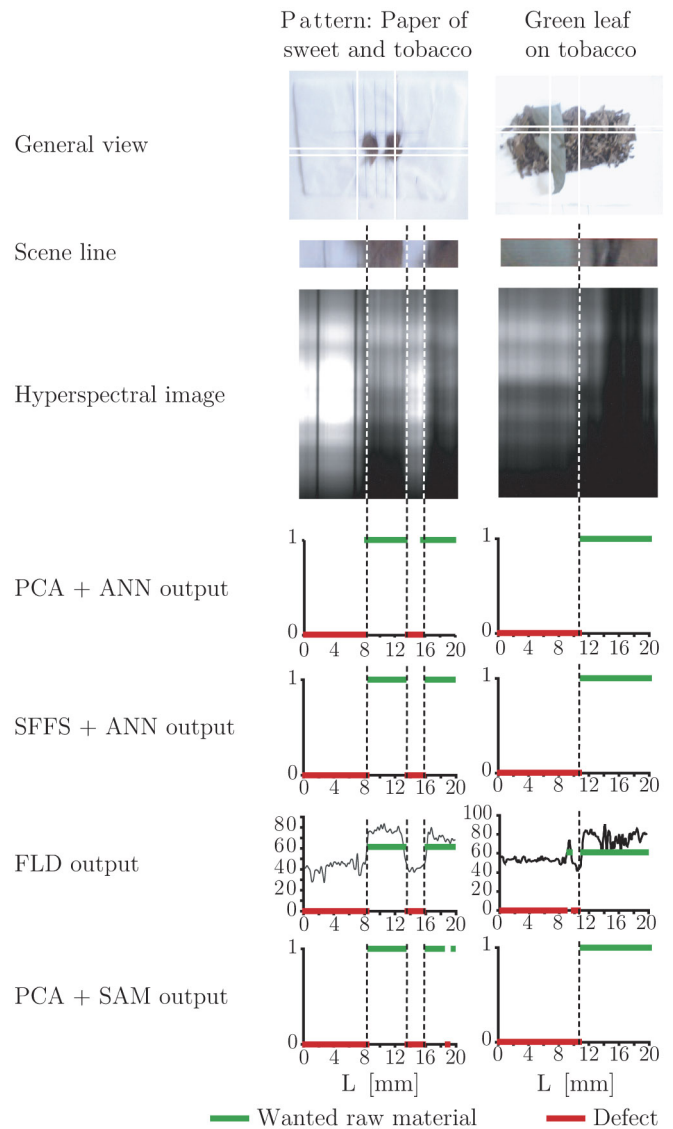 Pattern: Paper of
sweet and tobacco
Green leaf
on tobacco
General view
Scene line
Hyperspectral image
PCA + ANN output
1
0
0 4 8 12 16 20
1
0
0 4 8 12 16 20
SFFS + ANN output
1
0
0 4 8 12 16 20
1
0
0 4 8 12 16 20
FLD output
80
60
40
20
0
0 4 8 12 16 20
100
80
60
40
20
0
0 4 8 12 16 20
PCA + SAM output
1
0
0 4 8 12 16 20
1
0
0 4 8 12 16 20
L [mm]
L [mm]
Wanted raw material
Defect